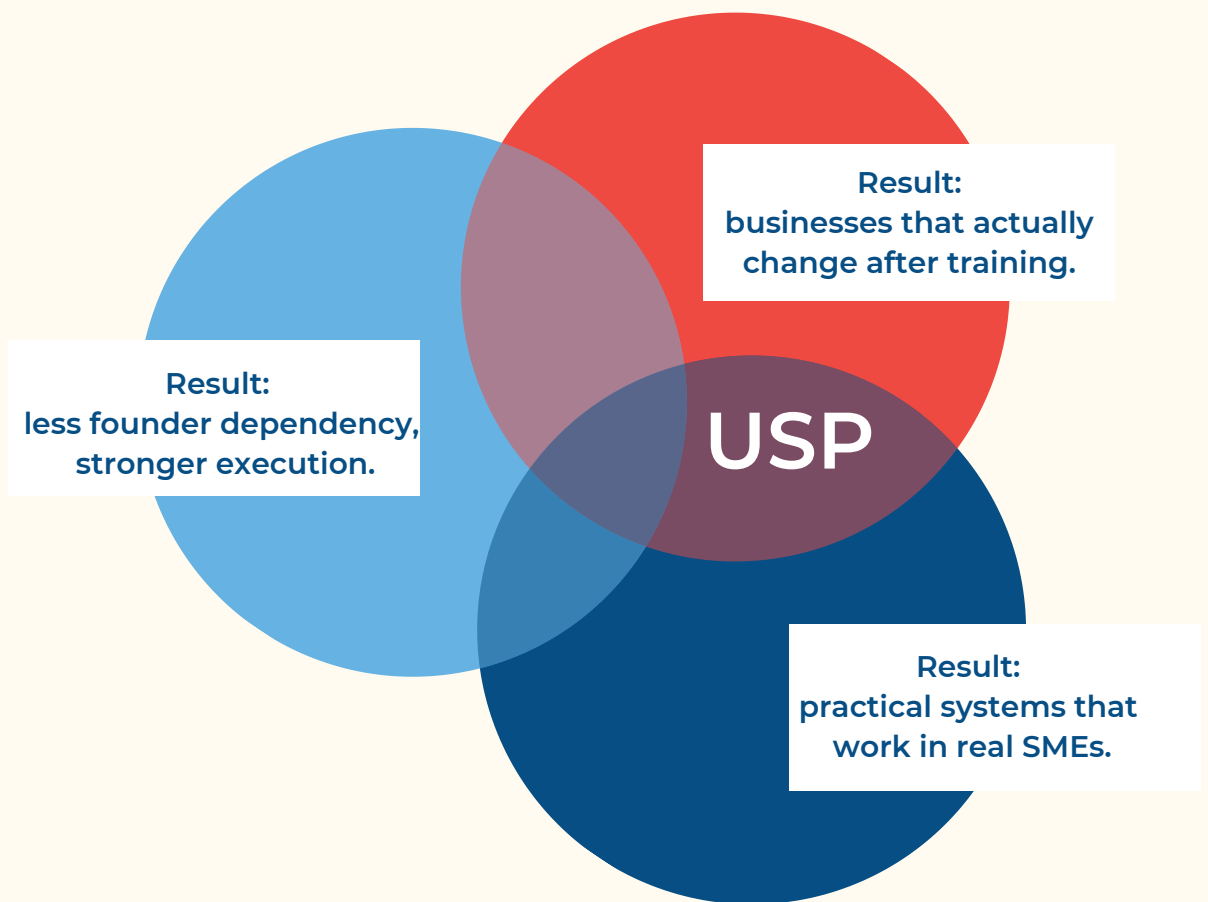 Result:
businesses that actually
change after training.
Result:
less founder dependency,
stronger execution.
USP
Result:
practical systems that
work in real SMEs.